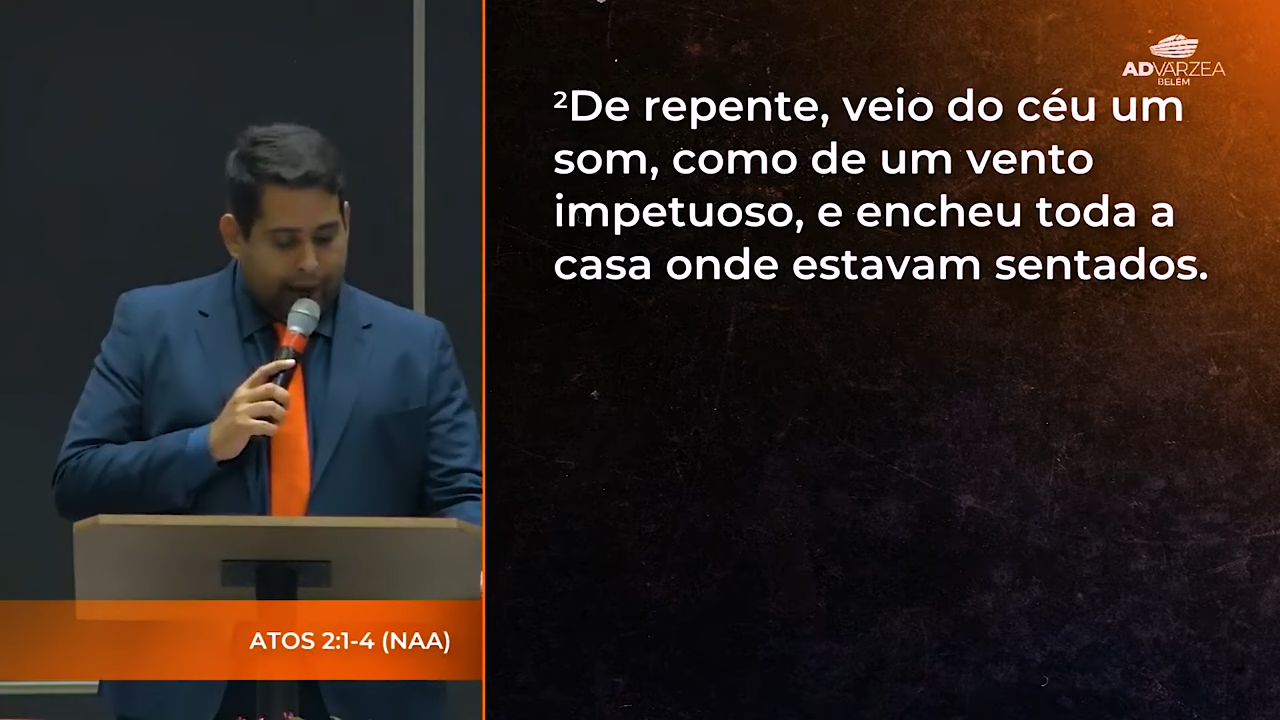 ADVÁRZEA
BELÉM
²De repente, veio do céu um
som, como de um vento
impetuoso, e encheu toda a
casa onde estavam sentados.
ATOS 2:1-4 (NAA)